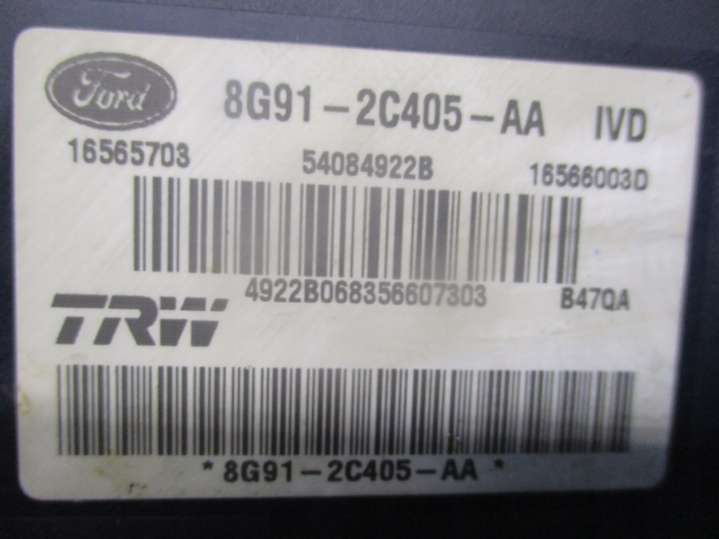 Ford 8G91-2C405-AA IVD
16565703 54084922B 16566003D
4922B068356607303 B47QA
TRW
*8G91-2C405-AA*